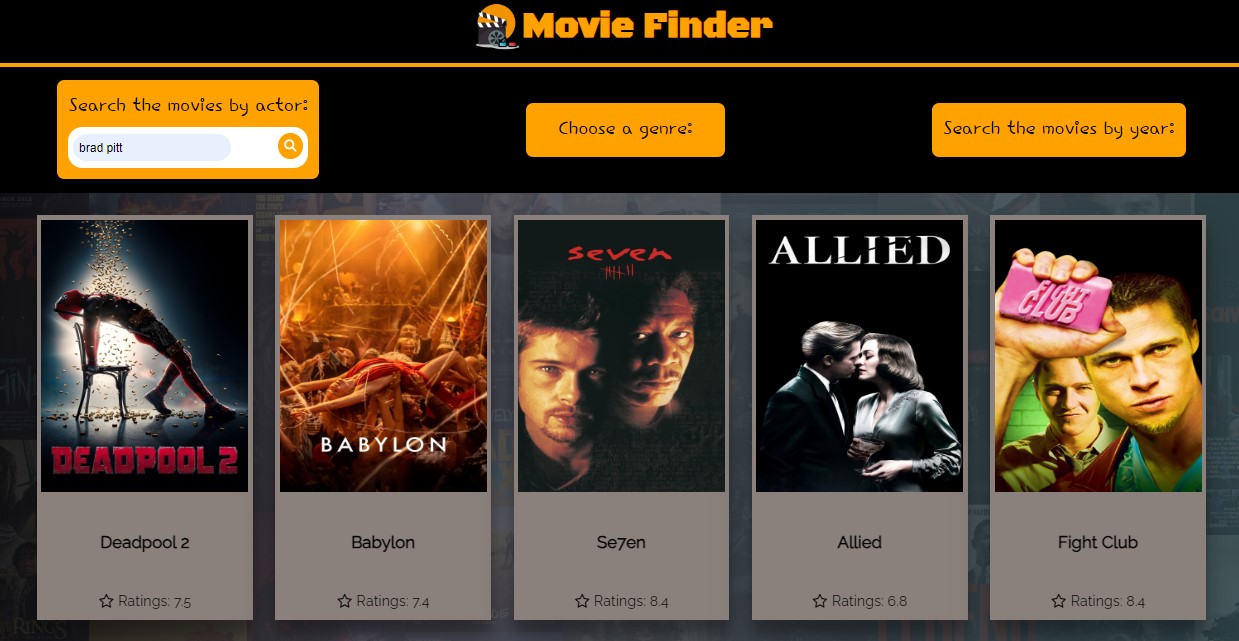 Movie Finder
Search the movies by actor:
brad pitt
Choose a genre:
Search the movies by year:
DEADPOOL 2
BABYLON
seven
ALLIED
FIGHT CLUB
Deadpool 2
Babylon
Se7en
Allied
Fight Club
Ratings: 7.5
Ratings: 7.4
Ratings: 8.4
Ratings: 6.8
Ratings: 8.4
RINGS